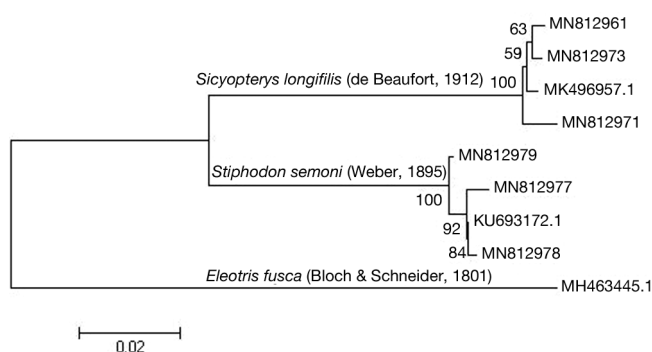 MN812961
63
59
MN812973
Sicyopterys longifilis (de Beaufort, 1912) 100
MK496957.1
MN812971
MN812979
Stiphodon semoni (Weber, 1895)
MN812977
100
KU693172.1
92
84
MN812978
Eleotris fusca (Bloch & Schneider, 1801)
MH463445.1
0.02